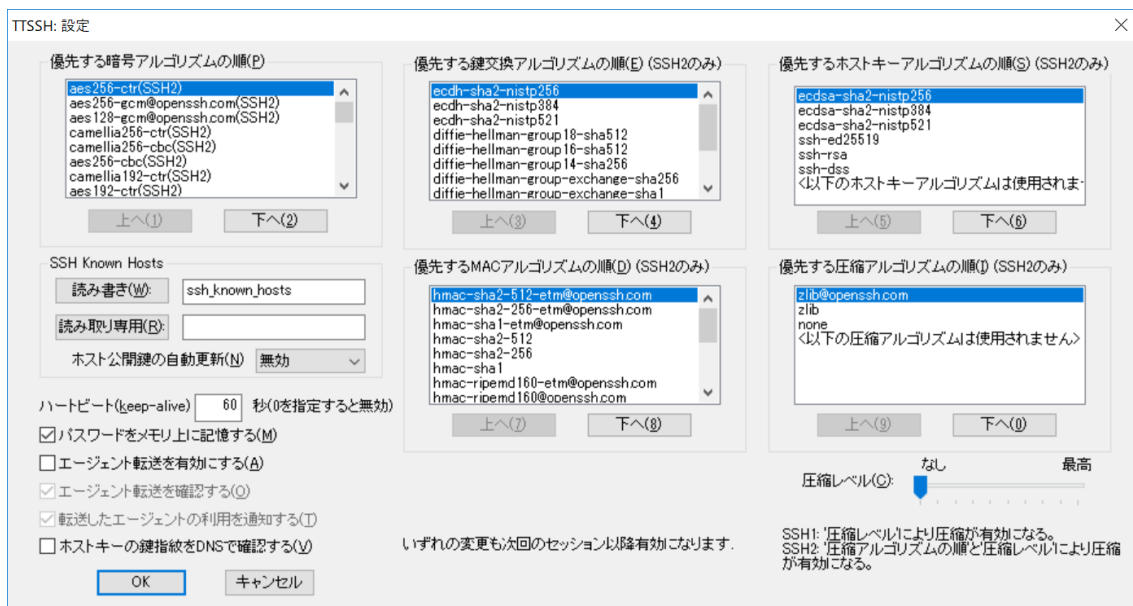 TTSSH: 設定
優先する暗号アルゴリズムの順(P)
aes256-ctr(SSH2)
aes256-gcm@openssh.com(SSH2)
aes128-gcm@openssh.com(SSH2)
camellia256-ctr(SSH2)
camellia256-cbc(SSH2)
aes256-cbc(SSH2)
camellia192-ctr(SSH2)
aes192-ctr(SSH2)
上へ(1)
下へ(2)
優先する鍵交換アルゴリズムの順(E) (SSH2のみ)
ecdh-sha2-nistp256
ecdh-sha2-nistp384
ecdh-sha2-nistp521
diffie-hellman-group18-sha512
diffie-hellman-group16-sha512
diffie-hellman-group14-sha256
diffie-hellman-group-exchange-sha256
diffie-hellman-group-exchange-sha1
上へ(3)
下へ(4)
優先するホストキーアルゴリズムの順(S) (SSH2のみ)
ecdsa-sha2-nistp256
ecdsa-sha2-nistp384
ecdsa-sha2-nistp521
ssh-ed25519
ssh-rsa
ssh-dss
<以下のホストキーアルゴリズムは使用されま
上へ(5)
下へ(6)
SSH Known Hosts
読み書き(W):
ssh_known_hosts
読み取り専用(R):
ホスト公開鍵の自動更新(N)
無効
ハートビート(keep-alive) 60 秒(0を指定すると無効)
パスワードをメモリ上に記憶する(M)
エージェント転送を有効にする(A)
エージェント転送を確認する(O)
転送したエージェントの利用を通知する(T)
ホストキーの鍵指紋をDNSで確認する(V)
OK
キャンセル
優先するMACアルゴリズムの順(D) (SSH2のみ)
hmac-sha2-512-etm@openssh.com
hmac-sha2-256-etm@openssh.com
hmac-sha1-etm@openssh.com
hmac-sha2-512
hmac-sha2-256
hmac-sha1
hmac-ripemd160-etm@openssh.com
hmac-ripemd160@openssh.com
上へ(7)
下へ(8)
いずれの変更も次回のセッション以降有効になります.
優先する圧縮アルゴリズムの順(I) (SSH2のみ)
zlib@openssh.com
zlib
none
<以下の圧縮アルゴリズムは使用されません>
上へ(9)
下へ(0)
なし
最高
圧縮レベル(C):
SSH1: '圧縮レベル'により圧縮が有効になる。
SSH2: '圧縮アルゴリズムの順'と'圧縮レベル'により圧縮
が有効になる。